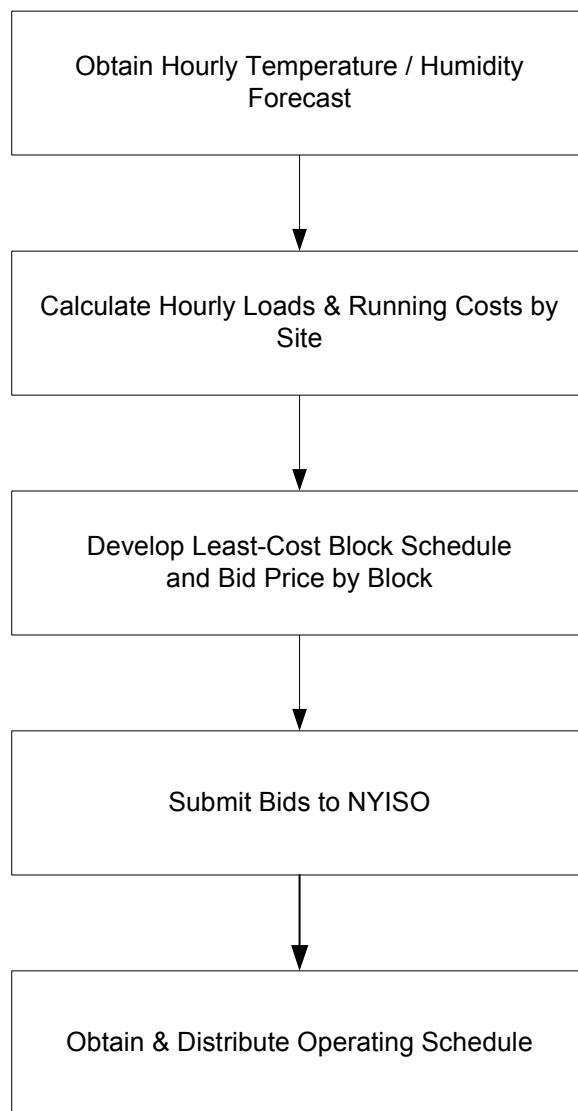 Obtain Hourly Temperature / Humidity
Forecast
Calculate Hourly Loads & Running Costs by
Site
Develop Least-Cost Block Schedule
and Bid Price by Block
Submit Bids to NYISO
Obtain & Distribute Operating Schedule